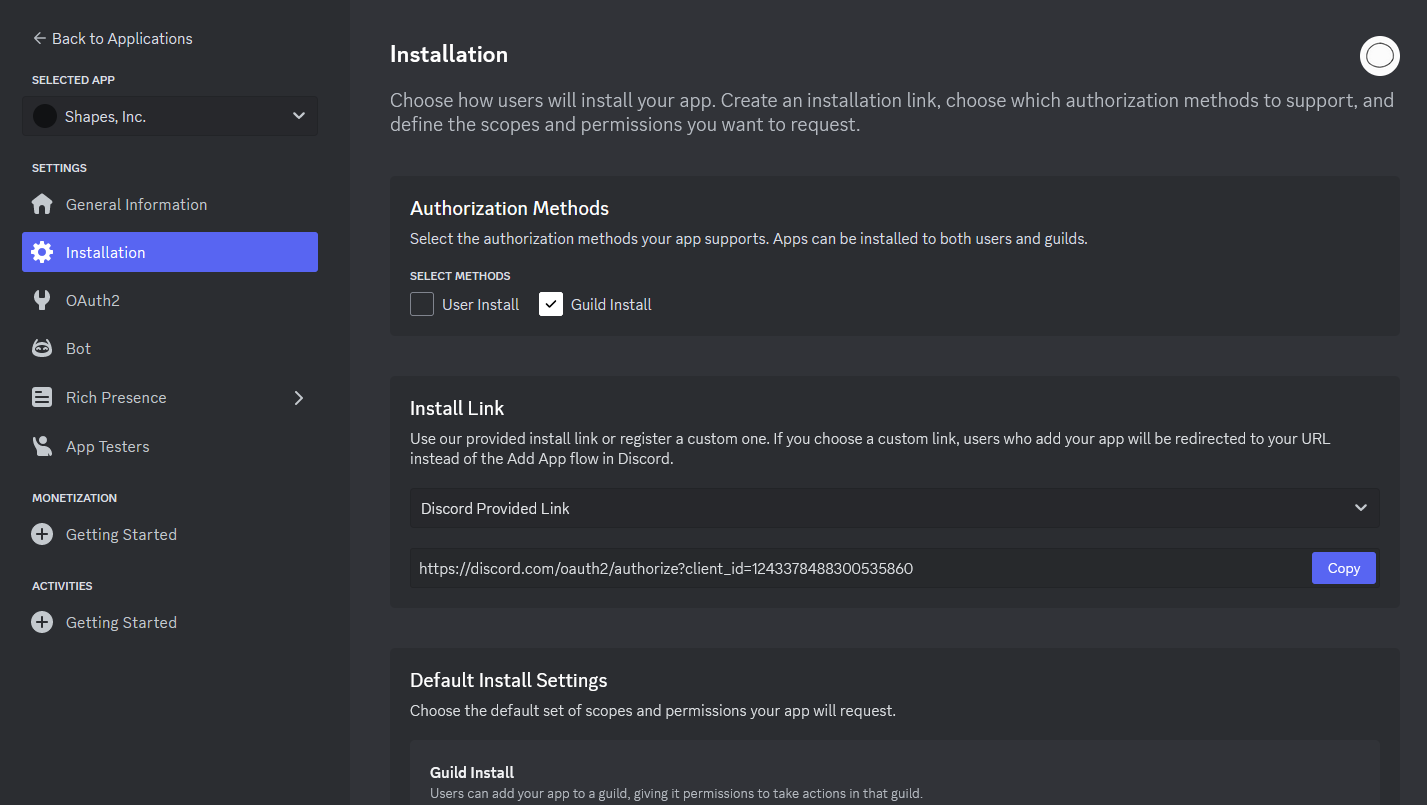 Back to Applications
SELECTED APP
Shapes, Inc.
SETTINGS
General Information
Installation
OAuth2
Bot
Rich Presence
App Testers
MONETIZATION
Getting Started
ACTIVITIES
Getting Started
Installation
Choose how users will install your app. Create an installation link, choose which authorization methods to support, and
define the scopes and permissions you want to request.
Authorization Methods
Select the authorization methods your app supports. Apps can be installed to both users and guilds.
SELECT METHODS
User Install
Guild Install
Install Link
Use our provided install link or register a custom one. If you choose a custom link, users who add your app will be redirected to your URL
instead of the Add App flow in Discord.
Discord Provided Link
https://discord.com/oauth2/authorize?client_id=1243378488300535860
Copy
Default Install Settings
Choose the default set of scopes and permissions your app will request.
Guild Install
Users can add your app to a guild, giving it permissions to take actions in that guild.